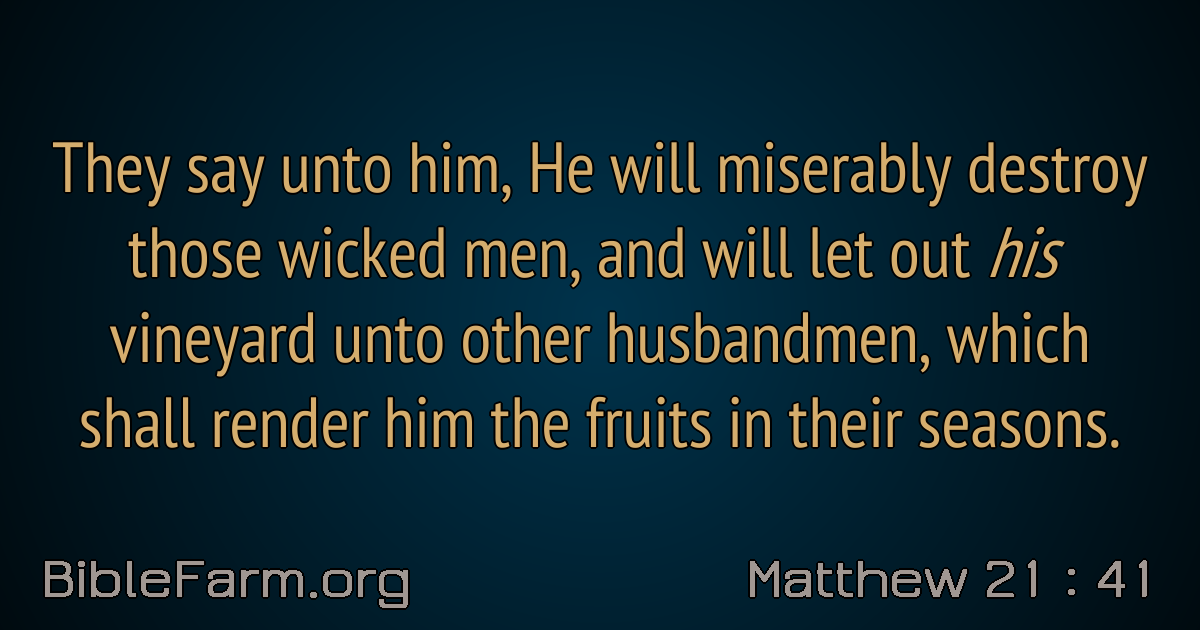 They say unto him, He will miserably destroy
those wicked men, and will let out his
vineyard unto other husbandmen, which
shall render him the fruits in their seasons.
BibleFarm.org
Matthew 21 : 41